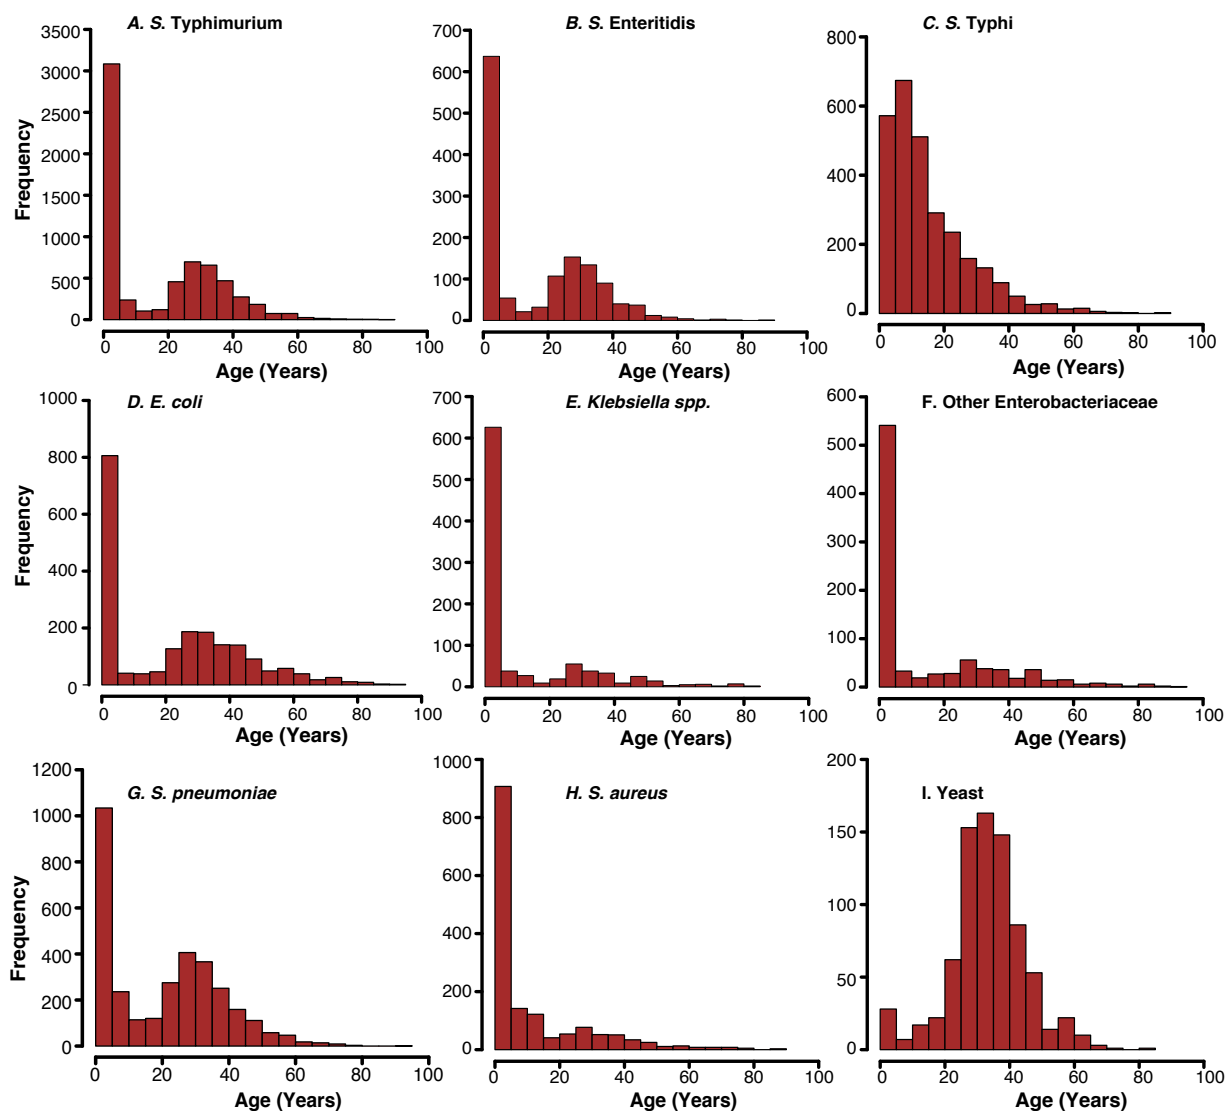 A. S. Typhimurium
3500
3000
2500
2000
1500
1000
500
0
Frequency
0 20 40 60 80 100
Age (Years)
B. S. Enteritidis
700
600
500
400
300
200
100
0
0 20 40 60 80 100
Age (Years)
C. S. Typhi
800
600
400
200
0
0 20 40 60 80 100
Age (Years)
D. E. coli
1000
800
600
400
200
0
Frequency
0 20 40 60 80 100
Age (Years)
E. Klebsiella spp.
700
600
500
400
300
200
100
0
0 20 40 60 80 100
Age (Years)
F. Other Enterobacteriaceae
600
500
400
300
200
100
0
0 20 40 60 80 100
Age (Years)
G. S. pneumoniae
1200
1000
800
600
400
200
0
Frequency
0 20 40 60 80 100
Age (Years)
H. S. aureus
1000
800
600
400
200
0
0 20 40 60 80 100
Age (Years)
I. Yeast
200
150
100
50
0
0 20 40 60 80 100
Age (Years)